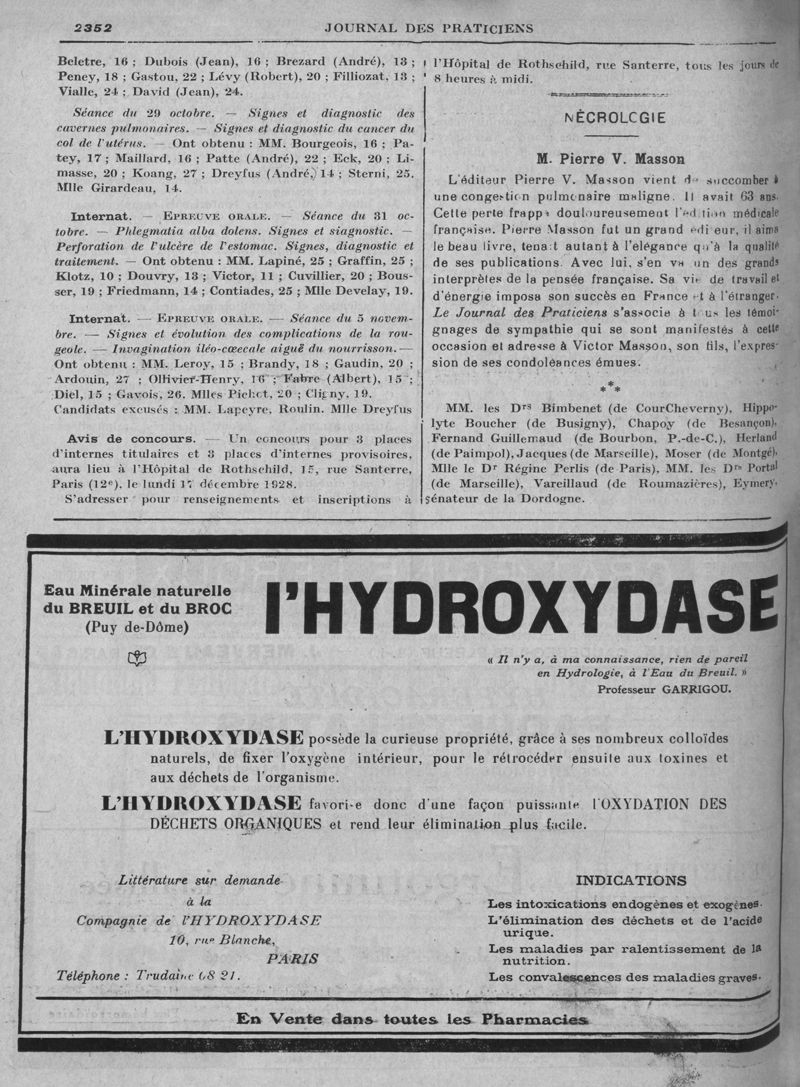 2352
JOURNAL DES PRATICIENS
Beletre, 16 ; Dubois (Jean), 16 ; Brezard (André), 13 ;
Peney, 18 ; Gastou, 22 ; Lévy (Robert), 20 ; Filliozat, 13 ;
Vialle, 24 ; David (Jean), 24.
Séance du 29 octobre. — Signes et diagnostic des
cavernes pulmonaires. — Signes et diagnostic du cancer du
col de l'utérus. — Ont obtenu : MM. Bourgeois, 16 ; Pa-
tey, 17 ; Maillard, 16 ; Patte (André), 22 ; Eck, 20 ; Li-
masse, 20 ; Koang, 27 ; Dreyfus (André,) 14 ; Sterni, 25.
Mlle Girardeau, 14.
Internat. — EPREUVE ORALE. — Séance du 31 oc-
tobre. — Phlegmatia alba dolens. Signes et siagnostic. —
Perforation de l'ulcère de l'estomac. Signes, diagnostic et
traitement. — Ont obtenu : MM. Lapiné, 25 ; Graffin, 25 ;
Klotz, 10 ; Douvry, 13 ; Victor, 11 ; Cuvillier, 20 ; Bous-
ser, 19 ; Friedmann, 14 ; Contiades, 25 ; Mlle Develay, 19.
Internat. — EPREUVE ORALE. — Séance du 5 novem-
bre. — Signes et évolution des complications de la rou-
geole. — Invagination iléo-cœecale aiguë du nourrisson. —
Ont obtenu : MM. Leroy, 15 ; Brandy, 18 ; Gaudin, 20 ;
Ardouin, 27 ; Ollivier-Henry, 16 ; Fabre (Albert), 15 ;
Diel, 15 ; Gavois, 26. Mlles Pichot, 20 ; Cligny, 19.
Candidats excusés : MM. Lapeyre, Roulin. Mlle Dreyfus
Avis de concours. — Un concours pour 3 places
d'internes titulaires et 3 places d'internes provisoires,
aura lieu à l'Hôpital de Rothschild, 15, rue Santerre,
Paris (12e), le lundi 17 décembre 1928.
S'adresser pour renseignements et inscriptions à
l'Hôpital de Rothschild, rue Santerre, tous les jours de
8 heures à midi.
NÉCROLOGIE
M. Pierre V. Masson
L'éditeur Pierre V. Masson vient de succomber à
une congestion pulmonaire maligne. Il avait 63 ans.
Cette perte frappe douloureusement l'édition médicale
française. Pierre Masson fut un grand éditeur, il aima
le beau livre, tenait autant à l'élégance qu'à la qualité
de ses publications. Avec lui, s'en va un des grands
interprètes de la pensée française. Sa vie de travail et
d'énergie imposa son succès en France et à l'étranger.
Le Journal des Praticiens s'associe à tous les témoi-
gnages de sympathie qui se sont manifestés à cette
occasion et adresse à Victor Masson, son fils, l'expres-
sion de ses condoléances émues.
***
MM. les Drs Bimbenet (de CourCheverny), Hippo-
lyte Boucher (de Busigny), Chapoy (de Besançon),
Fernand Guillemaud (de Bourbon, P.-de-C.), Herland
(de Paimpol), Jacques (de Marseille), Moser (de Montgé).
Mlle le Dr Régine Perlis (de Paris), MM. les Drs Portal
(de Marseille), Vareillaud (de Roumazières), Eymery,
sénateur de la Dordogne.
Eau Minérale naturelle
du BREUIL et du BROC
(Puy de-Dôme)
l'HYDROXYDASE
« Il n'y a, à ma connaissance, rien de pareil
en Hydrologie, à l'Eau du Breuil. »
Professeur GARRIGOU.
L'HYDROXYDASE possède la curieuse propriété, grâce à ses nombreux colloïdes
naturels, de fixer l'oxygène intérieur, pour le rétrocéder ensuite aux toxines et
aux déchets de l'organisme.
L'HYDROXYDASE favorise donc d'une façon puissante l'OXYDATION DES
DÉCHETS ORGANIQUES et rend leur élimination plus facile.
Littérature sur demande
à la
Compagnie de l'HYDROXYDASE
10, rue Blanche,
PARIS
Téléphone : Trudaine 68 21.
INDICATIONS
Les intoxications endogènes et exogènes.
L'élimination des déchets et de l'acide
urique.
Les maladies par ralentissement de la
nutrition.
Les convalescences des maladies graves.
En Vente dans toutes les Pharmacies